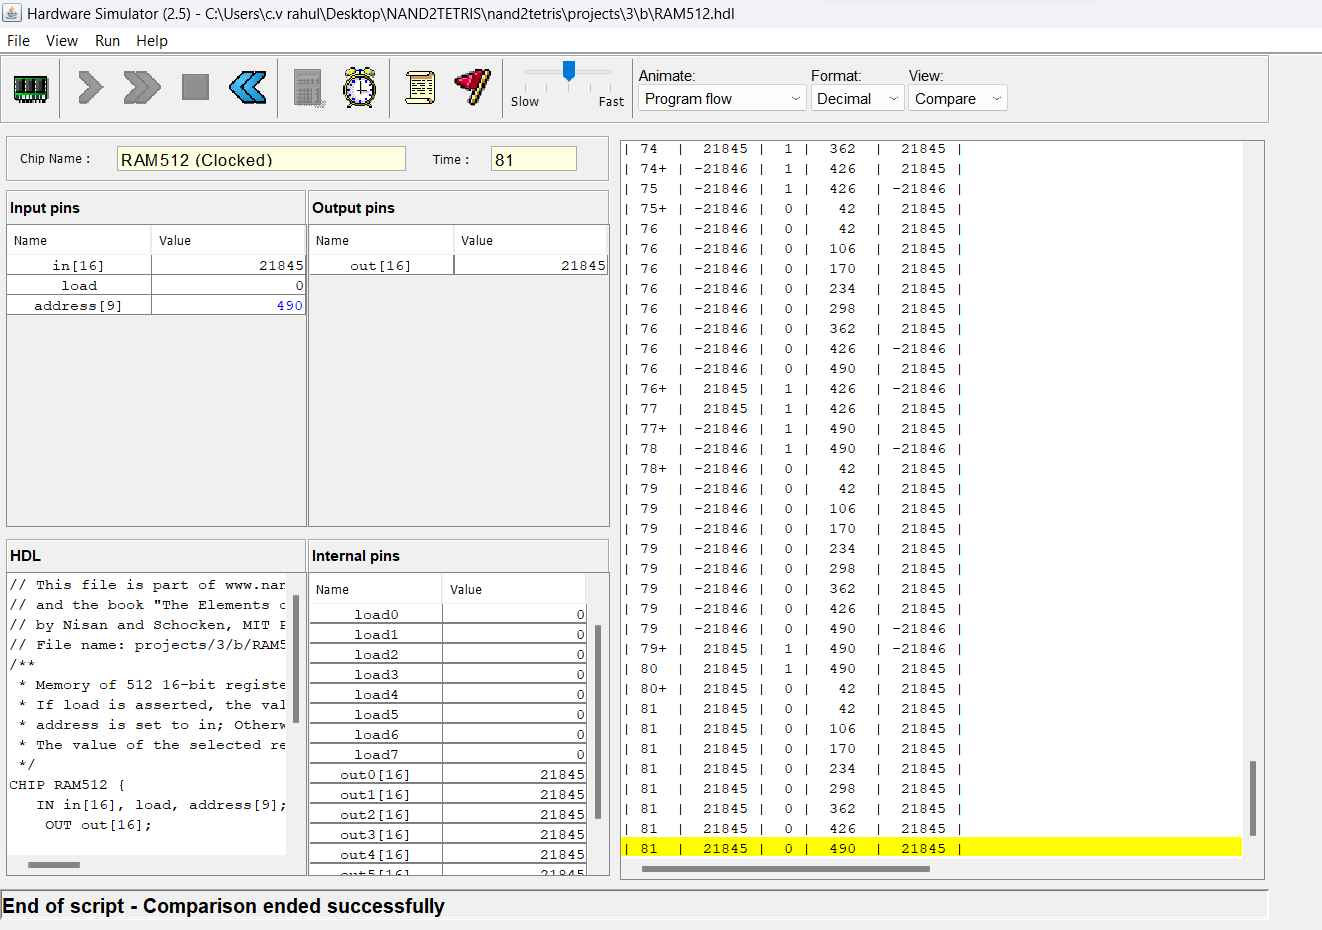 Hardware Simulator (2.5) - C:\Users\c.v rahul\Desktop\NAND2TETRIS\nand2tetris\projects\3\b\RAM512.hdl
File View Run Help
Slow Fast
Animate: Format: View:
Program flow Decimal Compare
Chip Name : RAM512 (Clocked) Time : 81
Input pins
Name Value
in[16] 21845
load 0
address[9] 490
Output pins
Name Value
out[16] 21845
HDL
// This file is part of www.nan
// and the book "The Elements o
// by Nisan and Schocken, MIT P
// File name: projects/3/b/RAM5
/**
* Memory of 512 16-bit registe
* If load is asserted, the val
* address is set to in; Otherw
* The value of the selected re
*/
CHIP RAM512 {
IN in[16], load, address[9];
OUT out[16];
Internal pins
Name Value
load0 0
load1 0
load2 0
load3 0
load4 0
load5 0
load6 0
load7 0
out0[16] 21845
out1[16] 21845
out2[16] 21845
out3[16] 21845
out4[16] 21845
out5[16] 21845
| 74 | 21845 | 1 | 362 | 21845 |
| 74+ | -21846 | 1 | 426 | 21845 |
| 75 | -21846 | 1 | 426 | -21846 |
| 75+ | -21846 | 0 | 42 | 21845 |
| 76 | -21846 | 0 | 42 | 21845 |
| 76 | -21846 | 0 | 106 | 21845 |
| 76 | -21846 | 0 | 170 | 21845 |
| 76 | -21846 | 0 | 234 | 21845 |
| 76 | -21846 | 0 | 298 | 21845 |
| 76 | -21846 | 0 | 362 | 21845 |
| 76 | -21846 | 0 | 426 | -21846 |
| 76 | -21846 | 0 | 490 | 21845 |
| 76+ | 21845 | 1 | 426 | -21846 |
| 77 | 21845 | 1 | 426 | 21845 |
| 77+ | -21846 | 1 | 490 | 21845 |
| 78 | -21846 | 1 | 490 | -21846 |
| 78+ | -21846 | 0 | 42 | 21845 |
| 79 | -21846 | 0 | 42 | 21845 |
| 79 | -21846 | 0 | 106 | 21845 |
| 79 | -21846 | 0 | 170 | 21845 |
| 79 | -21846 | 0 | 234 | 21845 |
| 79 | -21846 | 0 | 298 | 21845 |
| 79 | -21846 | 0 | 362 | 21845 |
| 79 | -21846 | 0 | 426 | 21845 |
| 79 | -21846 | 0 | 490 | -21846 |
| 79+ | 21845 | 1 | 490 | -21846 |
| 80 | 21845 | 1 | 490 | 21845 |
| 80+ | 21845 | 0 | 42 | 21845 |
| 81 | 21845 | 0 | 42 | 21845 |
| 81 | 21845 | 0 | 106 | 21845 |
| 81 | 21845 | 0 | 170 | 21845 |
| 81 | 21845 | 0 | 234 | 21845 |
| 81 | 21845 | 0 | 298 | 21845 |
| 81 | 21845 | 0 | 362 | 21845 |
| 81 | 21845 | 0 | 426 | 21845 |
| 81 | 21845 | 0 | 490 | 21845 |
End of script - Comparison ended successfully